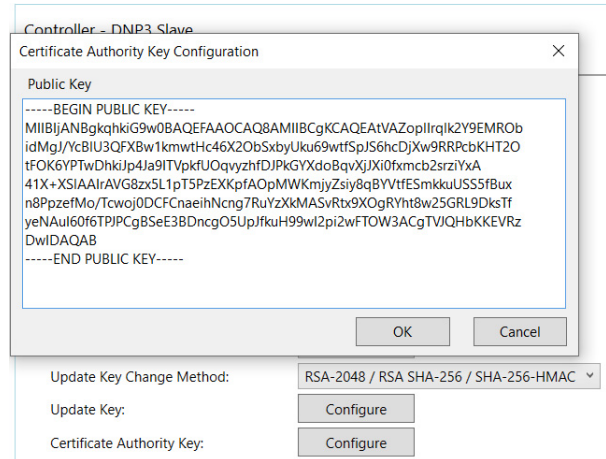 Controller - DNP3 Slave
Certificate Authority Key Configuration
Public Key
-----BEGIN PUBLIC KEY-----
MIIBIjANBgkqhkiG9w0BAQEFAAOCAQ8AMIIBCgKCAQEAtVAZopIlrqlk2Y9EMROb
idMgJ/YcBlU3QFXBw1kmwtHc46X2ObSxbyUku69wtfSpJS6hcDjXw9RRPcbKHT2O
tFOK6YPTwDhkiJp4Ja9ITVpkfUOqvyzhfDJPkGYXdoBqvXjJXi0fxmcb2srziYxA
41X+XSIAAIrAVG8zx5L1pT5PzEXKpfAOpMWKmjyZsiy8qBYVtfESmkkuUSS5fBux
n8PpzefMo/Tcwoj0DCFCnaeihNcng7RuYzXkMASvRtx9XOgRYht8w25GRL9DksTf
yeNAuI60f6TPJPCgBSeE3BDncgO5UpJfkuH99wI2pi2wFTOW3ACgTVJQHbKKEVRz
DwIDAQAB
-----END PUBLIC KEY-----
OK
Cancel
Update Key Change Method: RSA-2048 / RSA SHA-256 / SHA-256-HMAC
Update Key: Configure
Certificate Authority Key: Configure